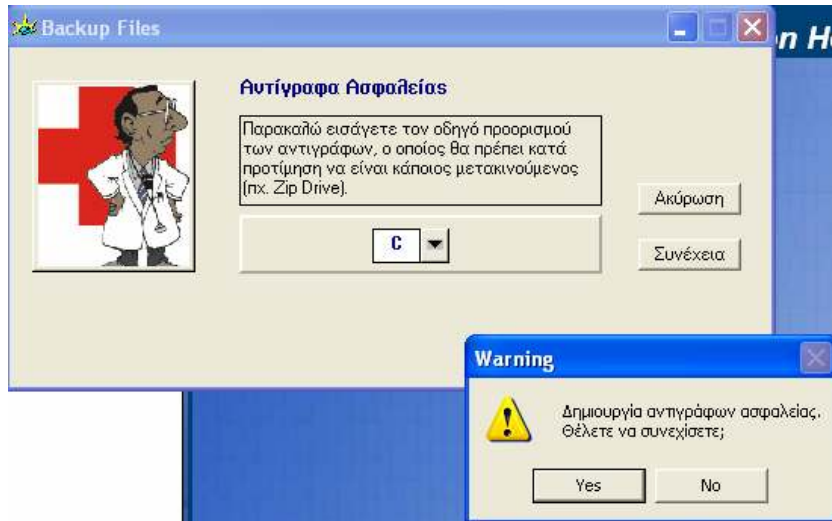 Backup Files
n H
Αντίγραφα Ασφαλείας
Παρακαλώ εισάγετε τον οδηγό προορισμού
των αντιγράφων, ο οποίος θα πρέπει κατά
προτίμηση να είναι κάποιος μετακινούμενος
(πχ. Zip Drive).
Ακύρωση
C
Συνέχεια
Warning
Δημιουργία αντιγράφων ασφαλείας.
Θέλετε να συνεχίσετε;
Yes
No